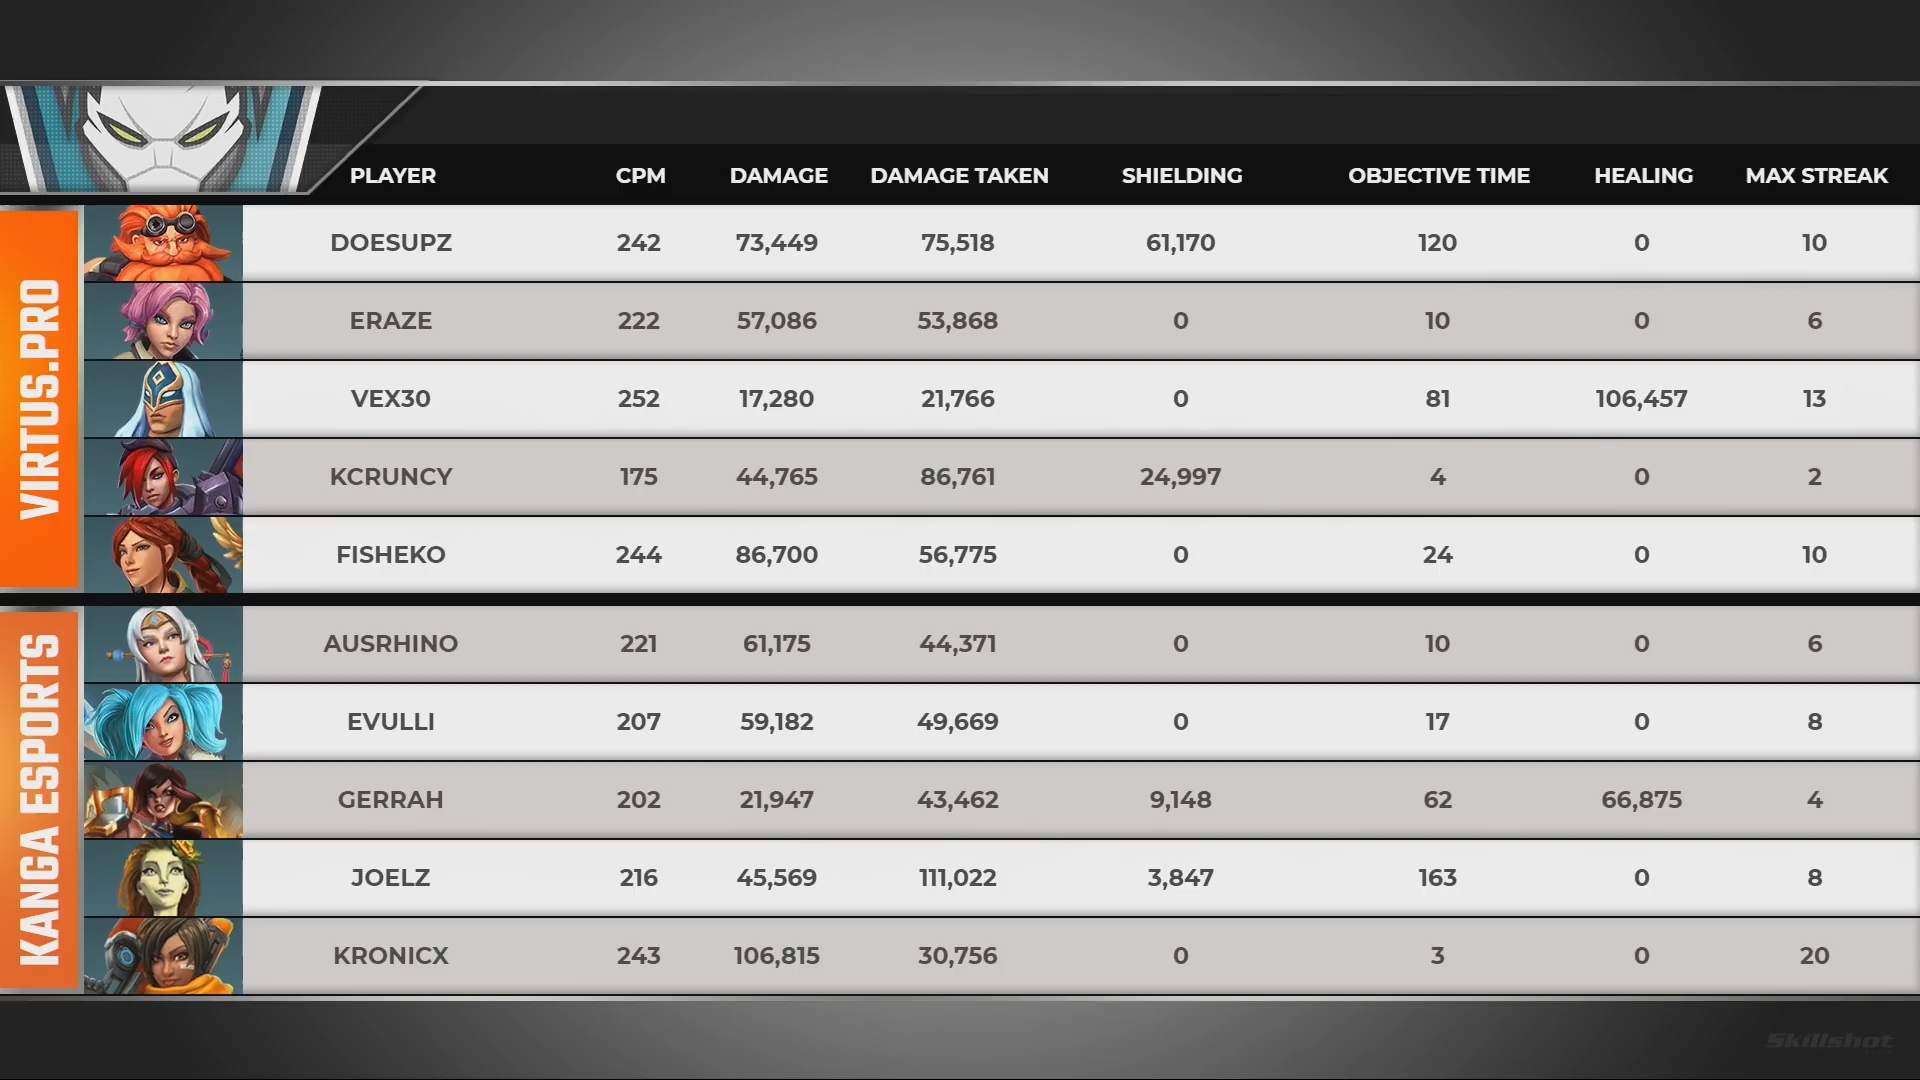 PLAYER CPM DAMAGE DAMAGE TAKEN SHIELDING OBJECTIVE TIME HEALING MAX STREAK
VIRTUS.PRO
DOESUPZ 242 73,449 75,518 61,170 120 0 10
ERAZE 222 57,086 53,868 0 10 0 6
VEX30 252 17,280 21,766 0 81 106,457 13
KCRUNCY 175 44,765 86,761 24,997 4 0 2
FISHEKO 244 86,700 56,775 0 24 0 10
KANGA ESPORTS
AUSRHINO 221 61,175 44,371 0 10 0 6
EVULLI 207 59,182 49,669 0 17 0 8
GERRAH 202 21,947 43,462 9,148 62 66,875 4
JOELZ 216 45,569 111,022 3,847 163 0 8
KRONICX 243 106,815 30,756 0 3 0 20
Skillshot